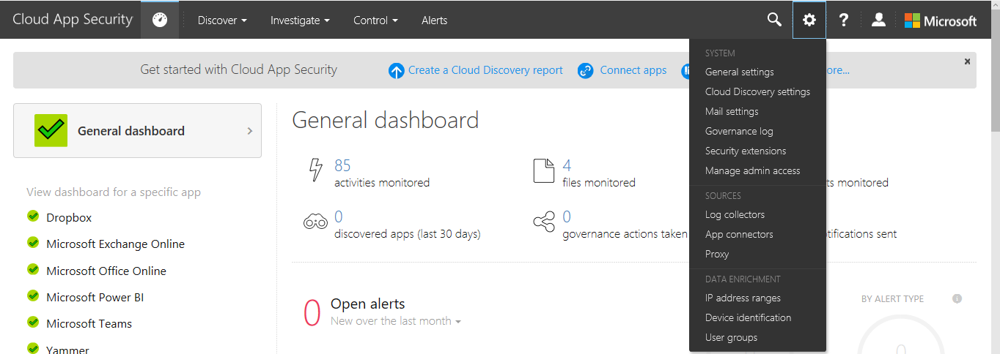 Cloud App Security
Discover
Investigate
Control
Alerts
?
Microsoft
Get started with Cloud App Security
Create a Cloud Discovery report
Connect apps
ore...
General dashboard
View dashboard for a specific app
Dropbox
Microsoft Exchange Online
Microsoft Office Online
Microsoft Power BI
Microsoft Teams
Yammer
General dashboard
85
activities monitored
4
files monitored
ts monitored
0
discovered apps (last 30 days)
0
governance actions taken
tifications sent
0
Open alerts
New over the last month
BY ALERT TYPE
0
SYSTEM
General settings
Cloud Discovery settings
Mail settings
Governance log
Security extensions
Manage admin access
SOURCES
Log collectors
App connectors
Proxy
DATA ENRICHMENT
IP address ranges
Device identification
User groups